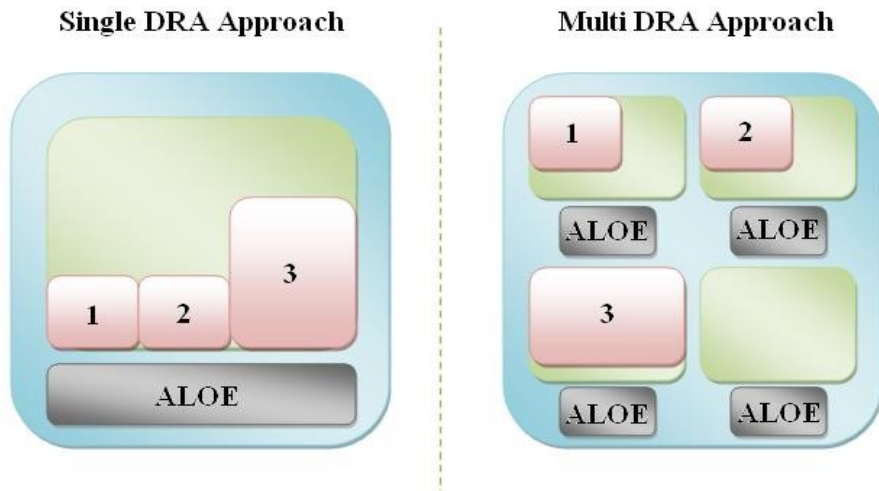 Single DRA Approach
1
2
3
ALOE
Multi DRA Approach
1
2
ALOE
ALOE
3
ALOE
ALOE